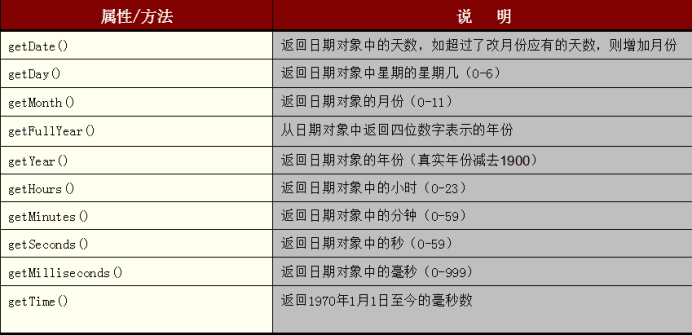 属性/方法 说 明
getDate() 返回日期对象中的天数，如超过了改月份应有的天数，则增加月份
getDay() 返回日期对象中星期的星期几（0-6）
getMonth() 返回日期对象的月份（0-11）
getFullYear() 从日期对象中返回四位数字表示的年份
getYear() 返回日期对象的年份（真实年份减去1900）
getHours() 返回日期对象中的小时（0-23）
getMinutes() 返回日期对象中的分钟（0-59）
getSeconds() 返回日期对象中的秒（0-59）
getMilliseconds() 返回日期对象中的毫秒（0-999）
getTime() 返回1970年1月1日至今的毫秒数